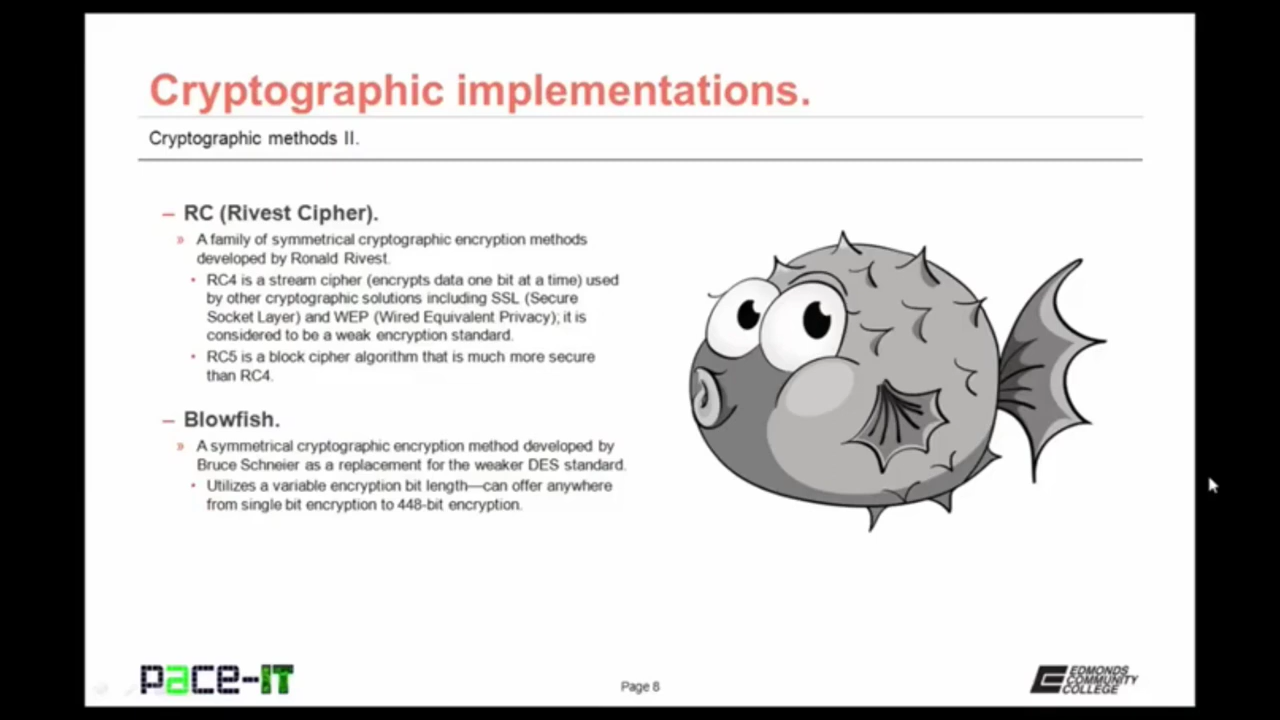 Cryptographic implementations.
Cryptographic methods II.
– RC (Rivest Cipher).
» A family of symmetrical cryptographic encryption methods
developed by Ronald Rivest.
• RC4 is a stream cipher (encrypts data one bit at a time) used
by other cryptographic solutions including SSL (Secure
Socket Layer) and WEP (Wired Equivalent Privacy); it is
considered to be a weak encryption standard.
• RC5 is a block cipher algorithm that is much more secure
than RC4.
– Blowfish.
» A symmetrical cryptographic encryption method developed by
Bruce Schneier as a replacement for the weaker DES standard.
• Utilizes a variable encryption bit length—can offer anywhere
from single bit encryption to 448-bit encryption.
pace-IT
Page 8
EDMONDS
COMMUNITY
COLLEGE